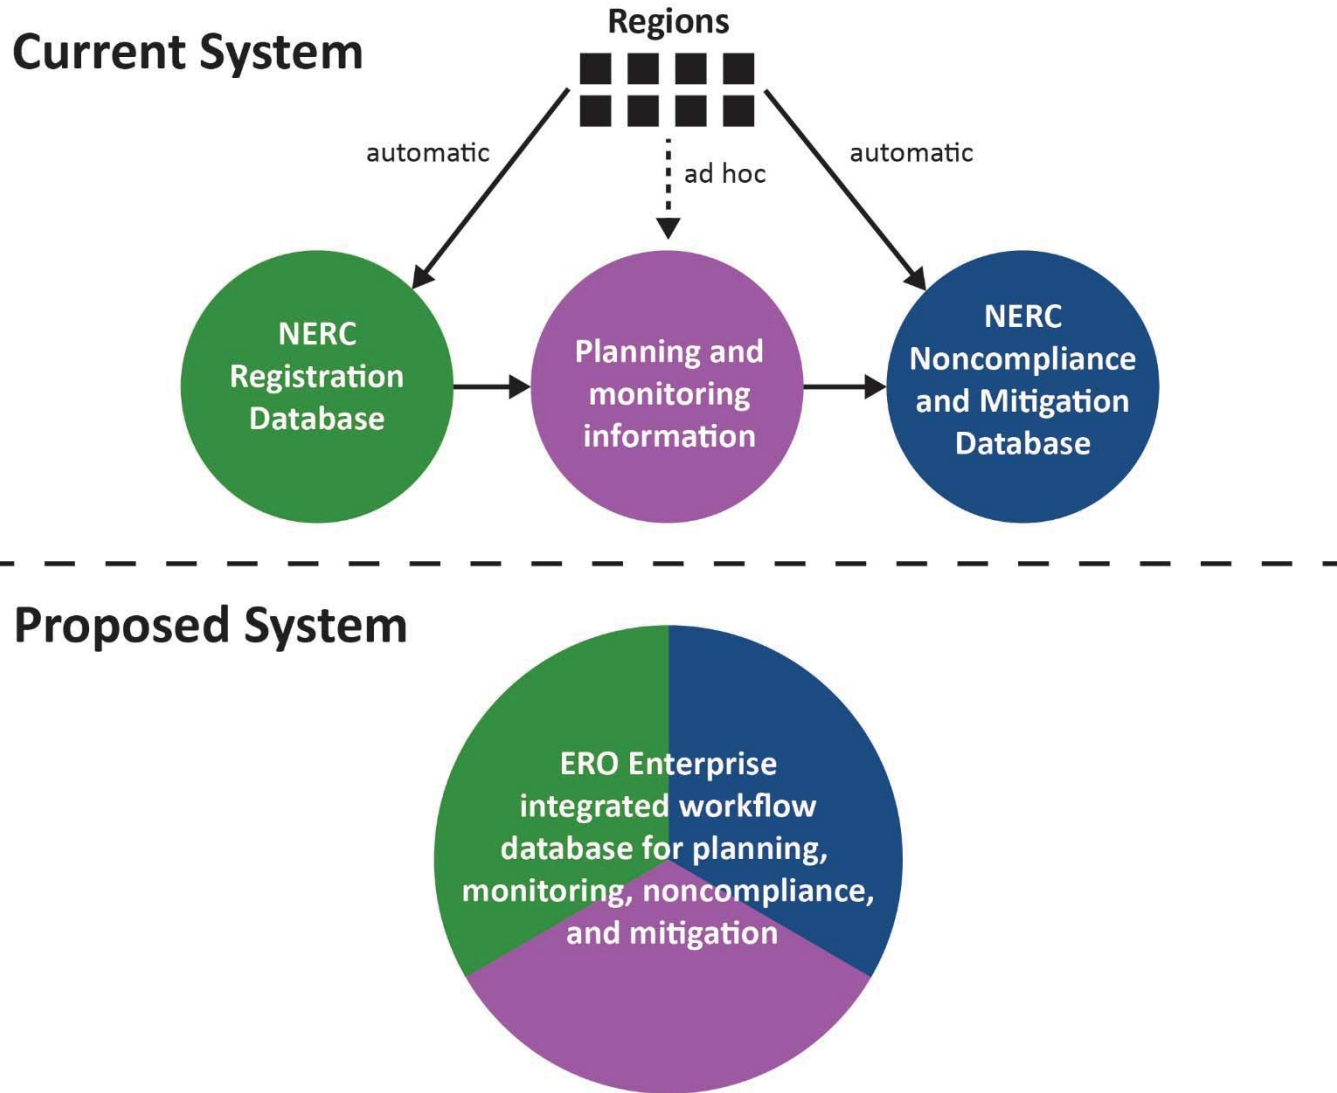 Current System
Regions
automatic
ad hoc
automatic
NERC
Registration
Database
Planning and
monitoring
information
NERC
Noncompliance
and Mitigation
Database
Proposed System
ERO Enterprise
integrated workflow
database for planning,
monitoring, noncompliance,
and mitigation